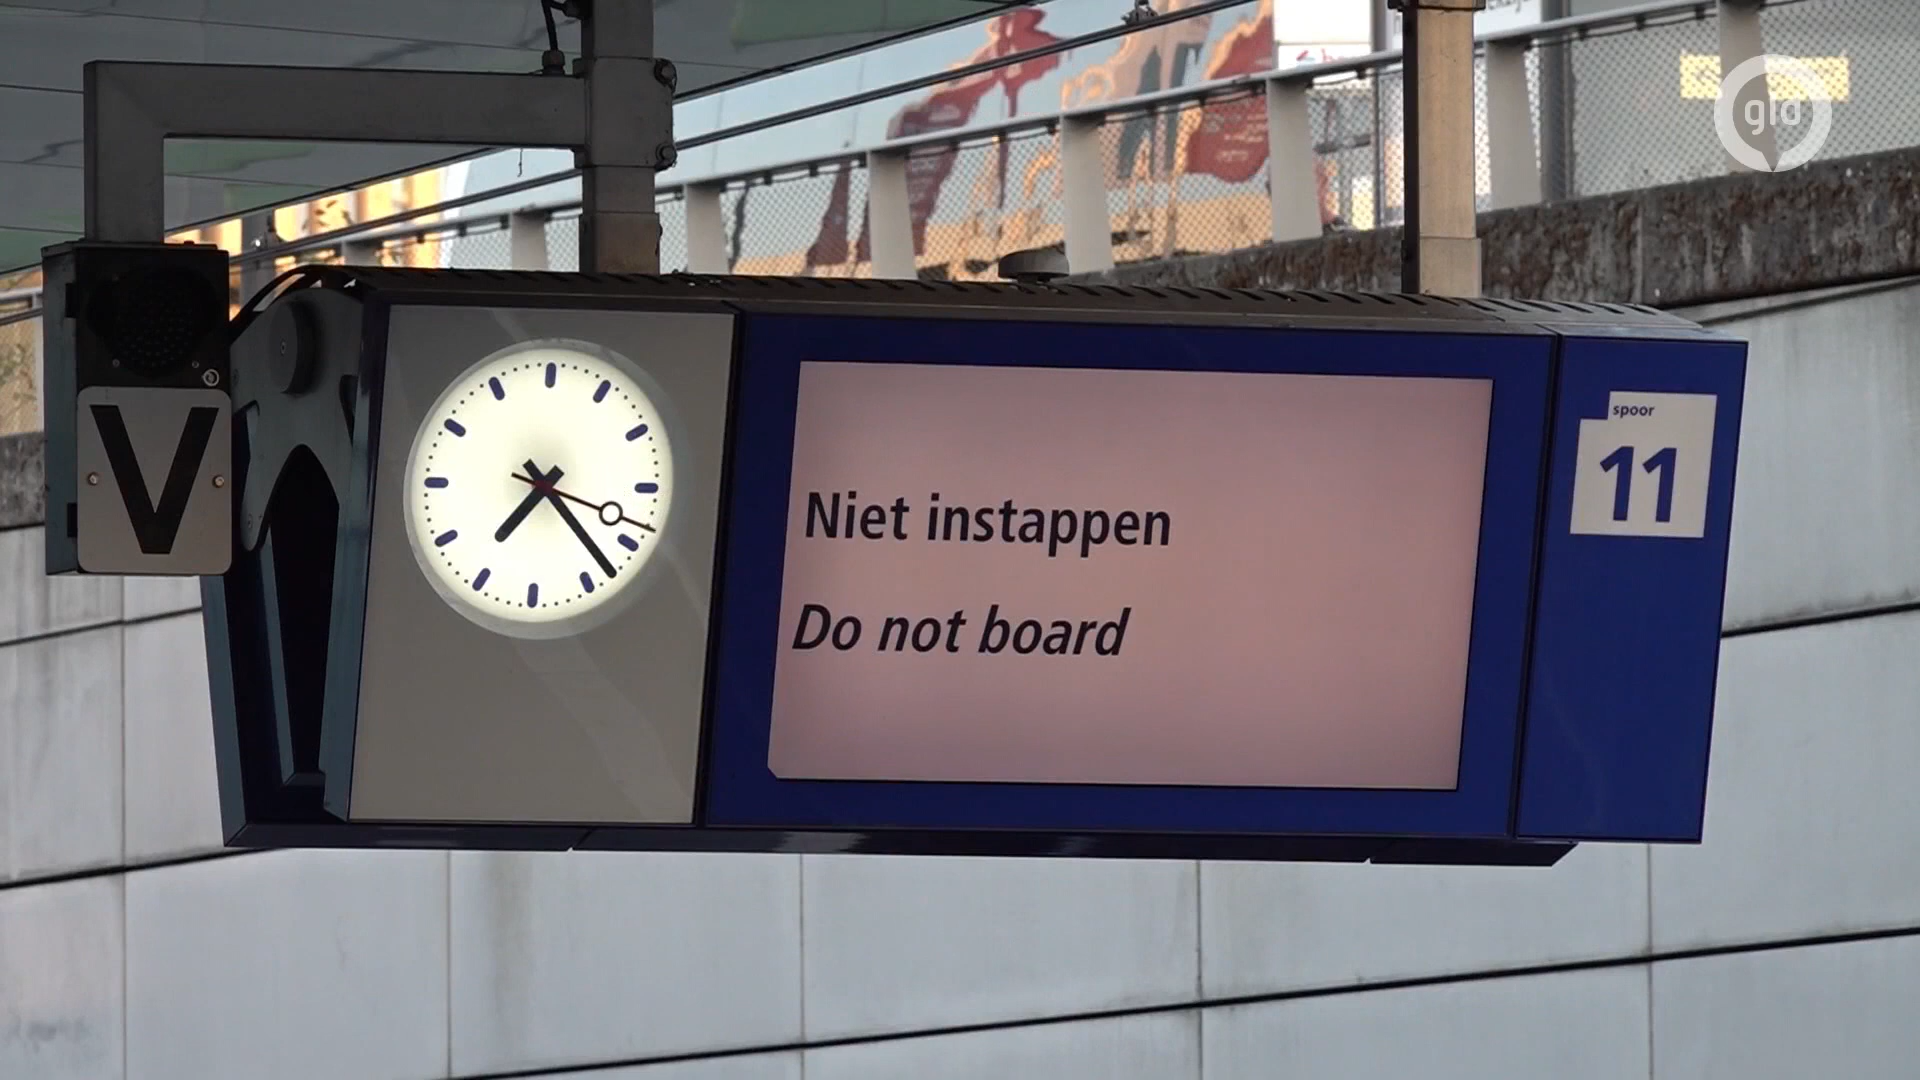 gld
V
Niet instappen
Do not board
spoor
11